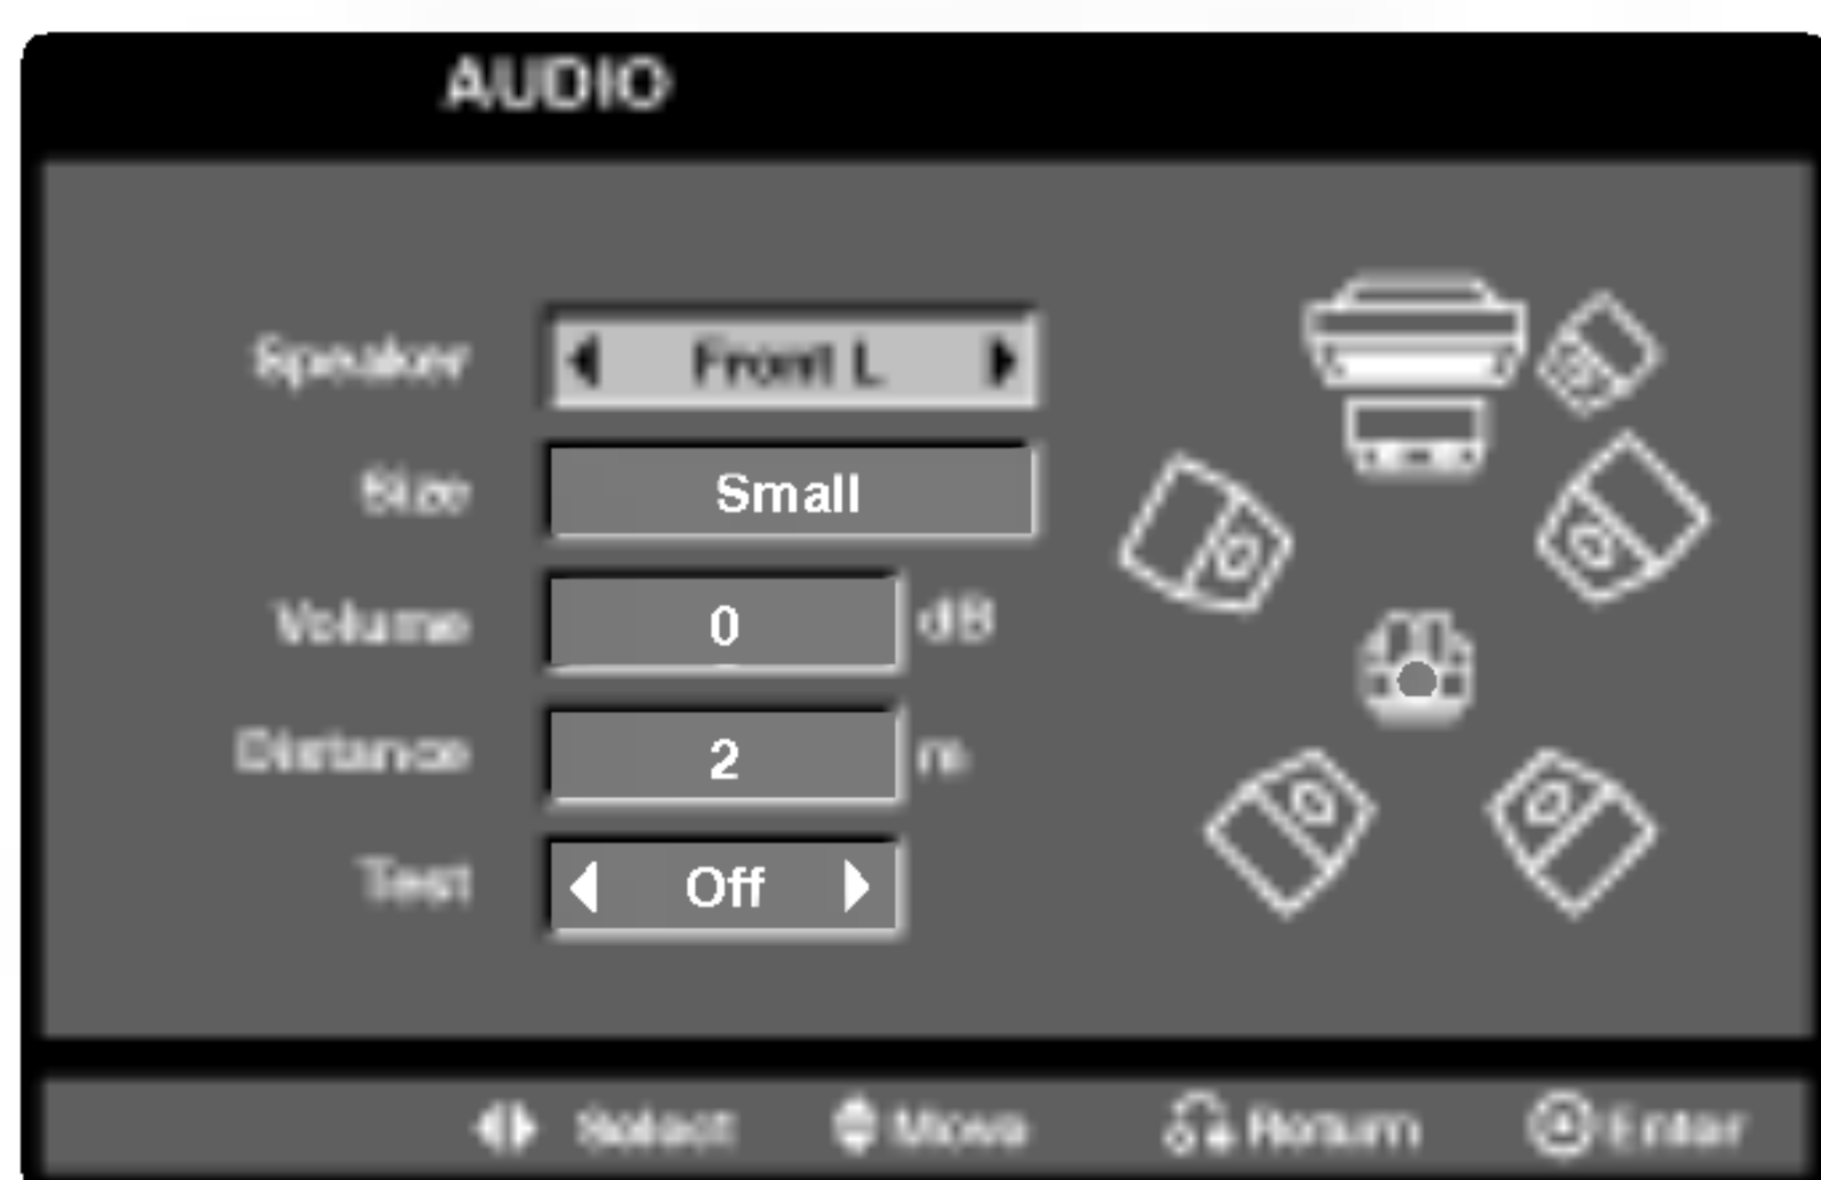 AUDIO
Speaker Front L
Size Small
Volume 0 dB
Distance 2 m
Test Off
Select Move Return Enter